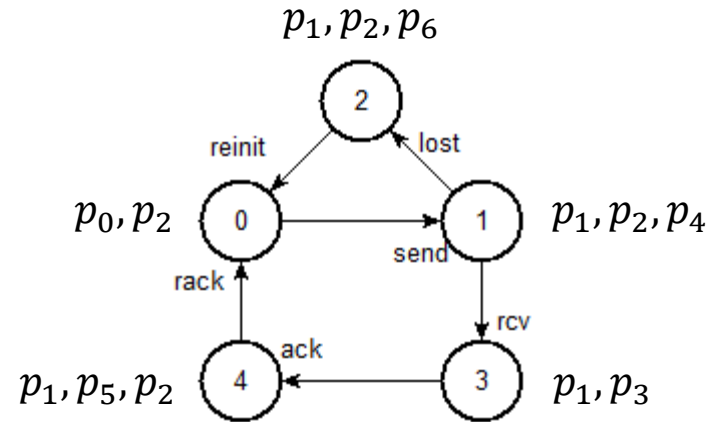 p₁, p₂, p₆
2
reinit
lost
p₀, p₂
0
1
p₁, p₂, p₄
send
rack
rcv
ack
p₁, p₅, p₂
4
3
p₁, p₃